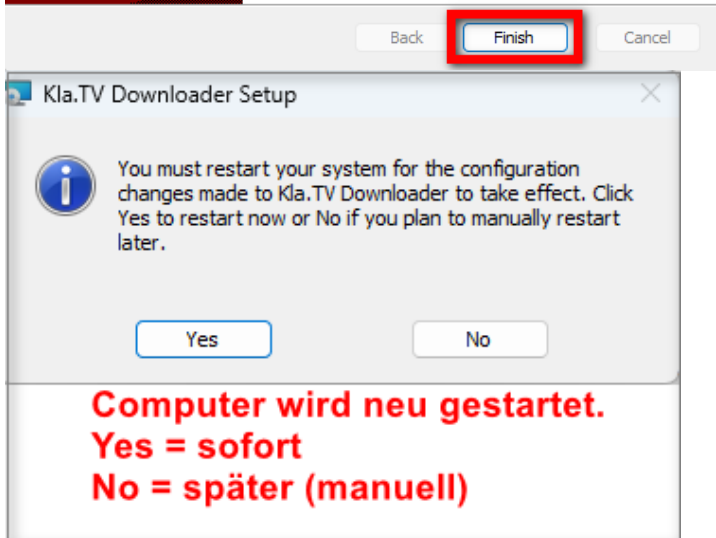 Back Finish Cancel
Kla.TV Downloader Setup
You must restart your system for the configuration
changes made to Kla.TV Downloader to take effect. Click
Yes to restart now or No if you plan to manually restart
later.
Yes No
Computer wird neu gestartet.
Yes = sofort
No = später (manuell)